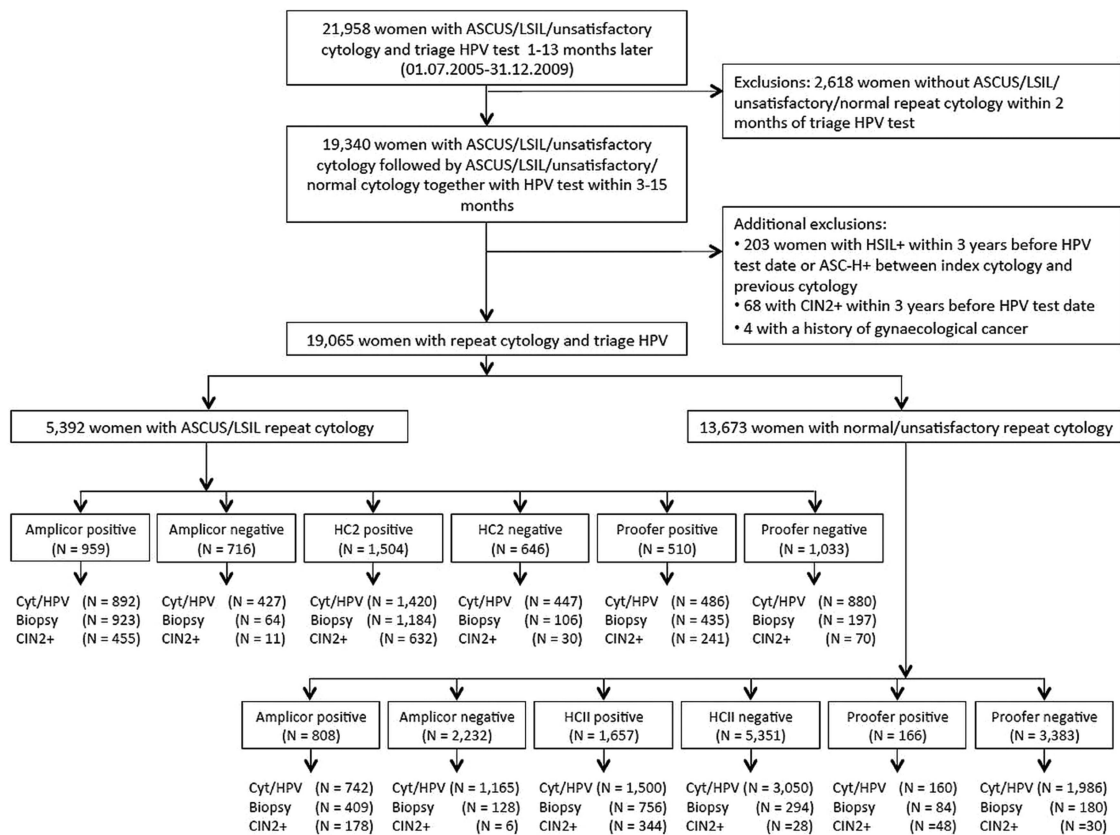 21,958 women with ASCUS/LSIL/unsatisfactory
cytology and triage HPV test 1-13 months later
(01.07.2005-31.12.2009)
Exclusions: 2,618 women without ASCUS/LSIL/
unsatisfactory/normal repeat cytology within 2
months of triage HPV test
19,340 women with ASCUS/LSIL/unsatisfactory
cytology followed by ASCUS/LSIL/unsatisfactory/
normal cytology together with HPV test within 3-15
months
Additional exclusions:
• 203 women with HSIL+ within 3 years before HPV
test date or ASC-H+ between index cytology and
previous cytology
• 68 with CIN2+ within 3 years before HPV test date
• 4 with a history of gynaecological cancer
19,065 women with repeat cytology and triage HPV
5,392 women with ASCUS/LSIL repeat cytology
13,673 women with normal/unsatisfactory repeat cytology
Amplicor positive
(N = 959)
Cyt/HPV (N = 892)
Biopsy (N = 923)
CIN2+ (N = 455)
Amplicor negative
(N = 716)
Cyt/HPV (N = 427)
Biopsy (N = 64)
CIN2+ (N = 11)
HC2 positive
(N = 1,504)
Cyt/HPV (N = 1,420)
Biopsy (N = 1,184)
CIN2+ (N = 632)
HC2 negative
(N = 646)
Cyt/HPV (N = 447)
Biopsy (N = 106)
CIN2+ (N = 30)
Proofer positive
(N = 510)
Cyt/HPV (N = 486)
Biopsy (N = 435)
CIN2+ (N = 241)
Proofer negative
(N = 1,033)
Cyt/HPV (N = 880)
Biopsy (N = 197)
CIN2+ (N = 70)
Amplicor positive
(N = 808)
Cyt/HPV (N = 742)
Biopsy (N = 409)
CIN2+ (N = 178)
Amplicor negative
(N = 2,232)
Cyt/HPV (N = 1,165)
Biopsy (N = 128)
CIN2+ (N = 6)
HCII positive
(N = 1,657)
Cyt/HPV (N = 1,500)
Biopsy (N = 756)
CIN2+ (N = 344)
HCII negative
(N = 5,351)
Cyt/HPV (N = 3,050)
Biopsy (N = 294)
CIN2+ (N =28)
Proofer positive
(N = 166)
Cyt/HPV (N = 160)
Biopsy (N = 84)
CIN2+ (N =48)
Proofer negative
(N = 3,383)
Cyt/HPV (N = 1,986)
Biopsy (N = 180)
CIN2+ (N = 30)